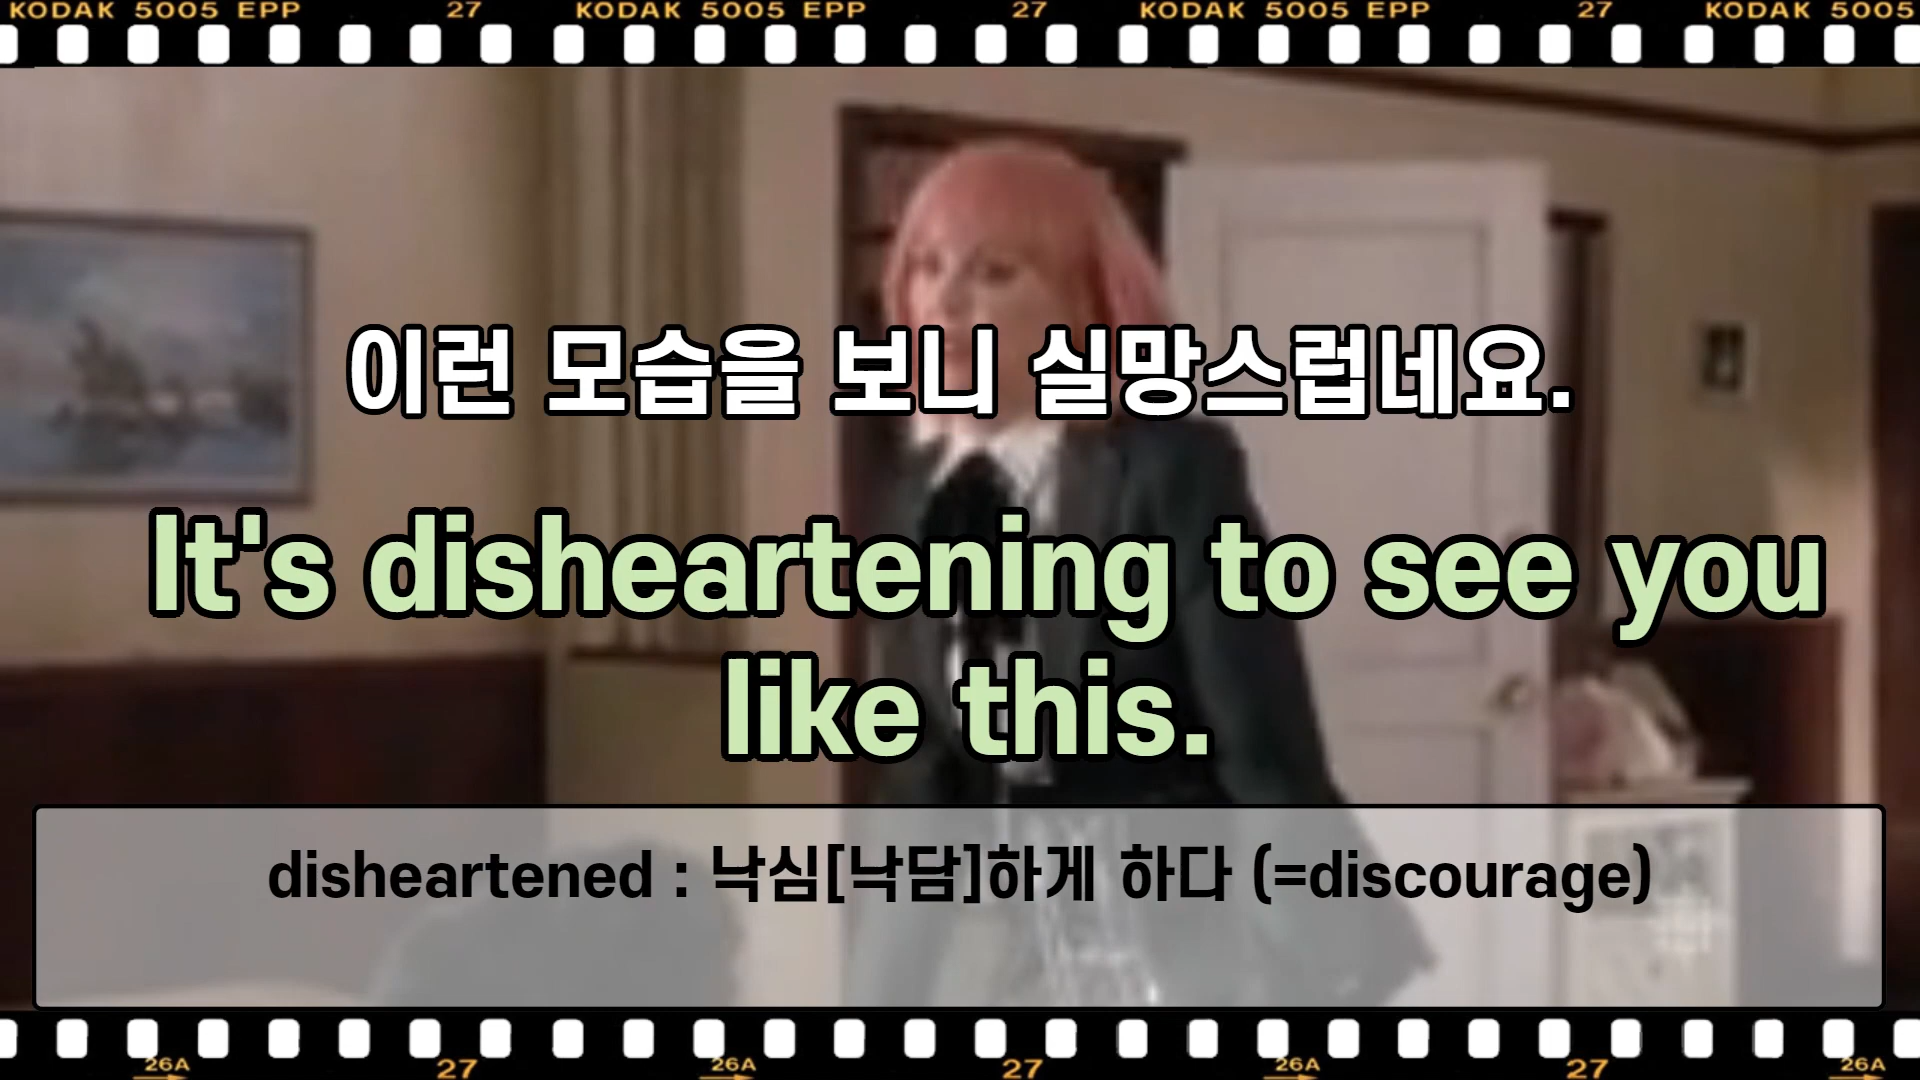 KODAK 5005 EPP 27 KODAK 5005 EPP 27 KODAK 5005 EPP 27 KODAK 5005
이런 모습을 보니 실망스럽네요.
It's disheartening to see you
like this.
disheartened : 낙심[낙담]하게 하다 (=discourage)
26A 27 26A 27 26A 27 26A